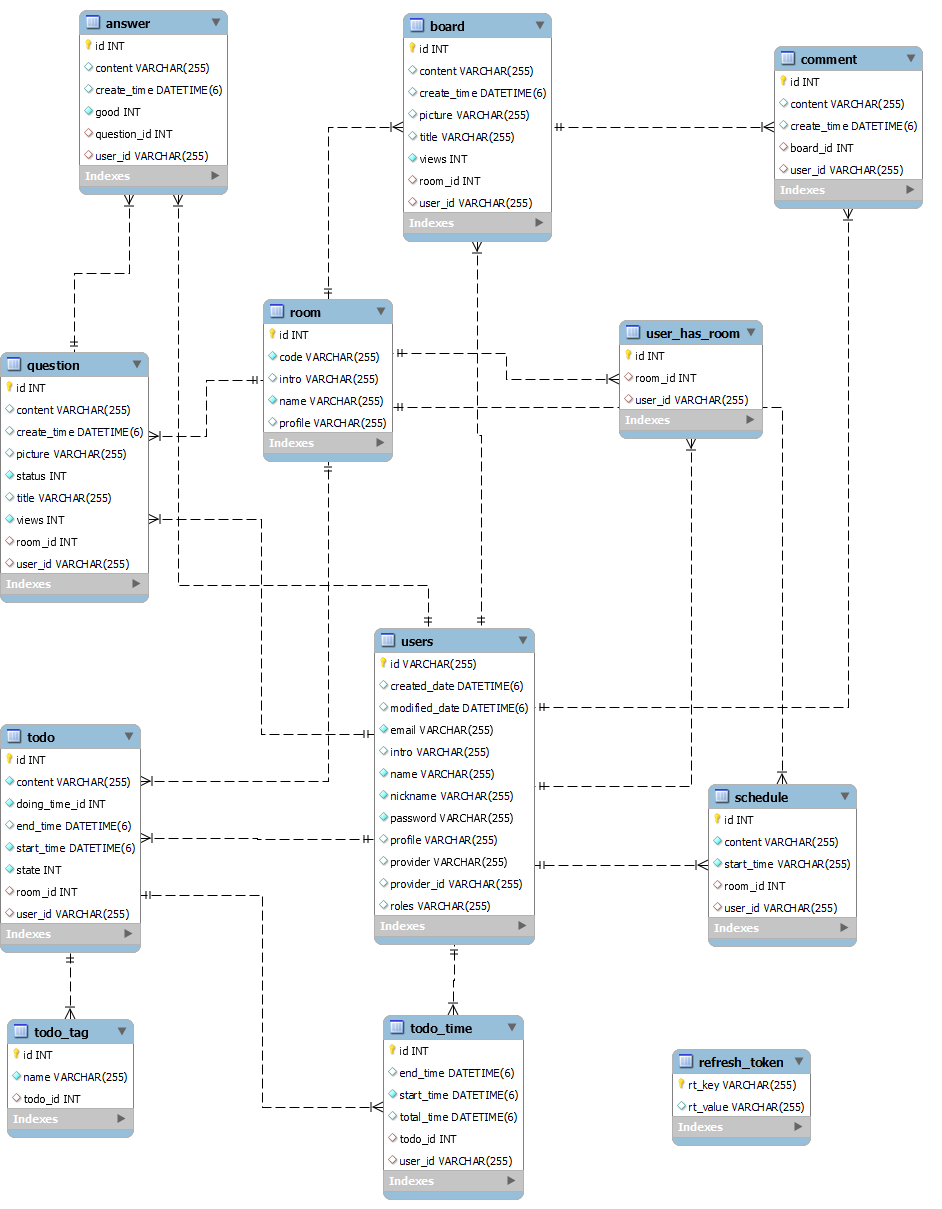 answer
id INT
content VARCHAR(255)
create_time DATETIME(6)
good INT
question_id INT
user_id VARCHAR(255)
Indexes
board
id INT
content VARCHAR(255)
create_time DATETIME(6)
picture VARCHAR(255)
title VARCHAR(255)
views INT
room_id INT
user_id VARCHAR(255)
Indexes
comment
id INT
content VARCHAR(255)
create_time DATETIME(6)
board_id INT
user_id VARCHAR(255)
Indexes
room
id INT
code VARCHAR(255)
intro VARCHAR(255)
name VARCHAR(255)
profile VARCHAR(255)
Indexes
user_has_room
id INT
room_id INT
user_id VARCHAR(255)
Indexes
question
id INT
content VARCHAR(255)
create_time DATETIME(6)
picture VARCHAR(255)
status INT
title VARCHAR(255)
views INT
room_id INT
user_id VARCHAR(255)
Indexes
users
id VARCHAR(255)
created_date DATETIME(6)
modified_date DATETIME(6)
email VARCHAR(255)
intro VARCHAR(255)
name VARCHAR(255)
nickname VARCHAR(255)
password VARCHAR(255)
profile VARCHAR(255)
provider VARCHAR(255)
provider_id VARCHAR(255)
roles VARCHAR(255)
Indexes
todo
id INT
content VARCHAR(255)
doing_time_id INT
end_time DATETIME(6)
start_time DATETIME(6)
state INT
room_id INT
user_id VARCHAR(255)
Indexes
schedule
id INT
content VARCHAR(255)
start_time VARCHAR(255)
room_id INT
user_id VARCHAR(255)
Indexes
todo_tag
id INT
name VARCHAR(255)
todo_id INT
Indexes
todo_time
id INT
end_time DATETIME(6)
start_time DATETIME(6)
total_time DATETIME(6)
todo_id INT
user_id VARCHAR(255)
Indexes
refresh_token
rt_key VARCHAR(255)
rt_value VARCHAR(255)
Indexes